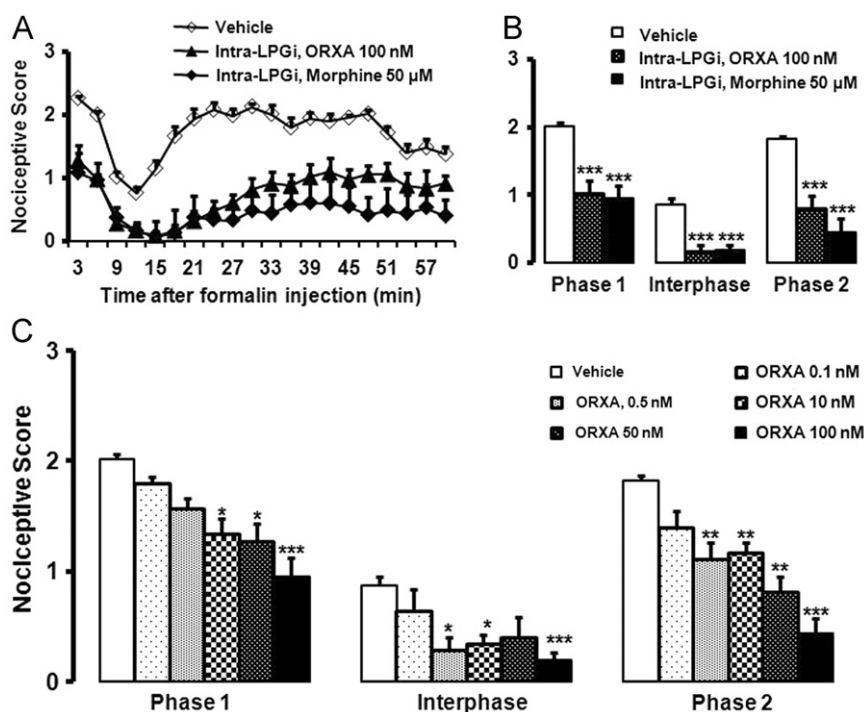 A
Vehicle
Intra-LPGi, ORXA 100 nM
Intra-LPGi, Morphine 50 µM
Nociceptive Score
3
2
1
0
3 9 15 21 27 33 39 45 51 57
Time after formalin injection (min)
B
Vehicle
Intra-LPGi, ORXA 100 nM
Intra-LPGi, Morphine 50 µM
3
2
1
0
*** ***
*** ***
***
***
Phase 1 Interphase Phase 2
C
Nociceptive Score
3
2
1
0
Vehicle
ORXA 0.1 nM
ORXA, 0.5 nM
ORXA 10 nM
ORXA 50 nM
ORXA 100 nM
* * ***
* * ***
** ** ** ***
Phase 1 Interphase Phase 2